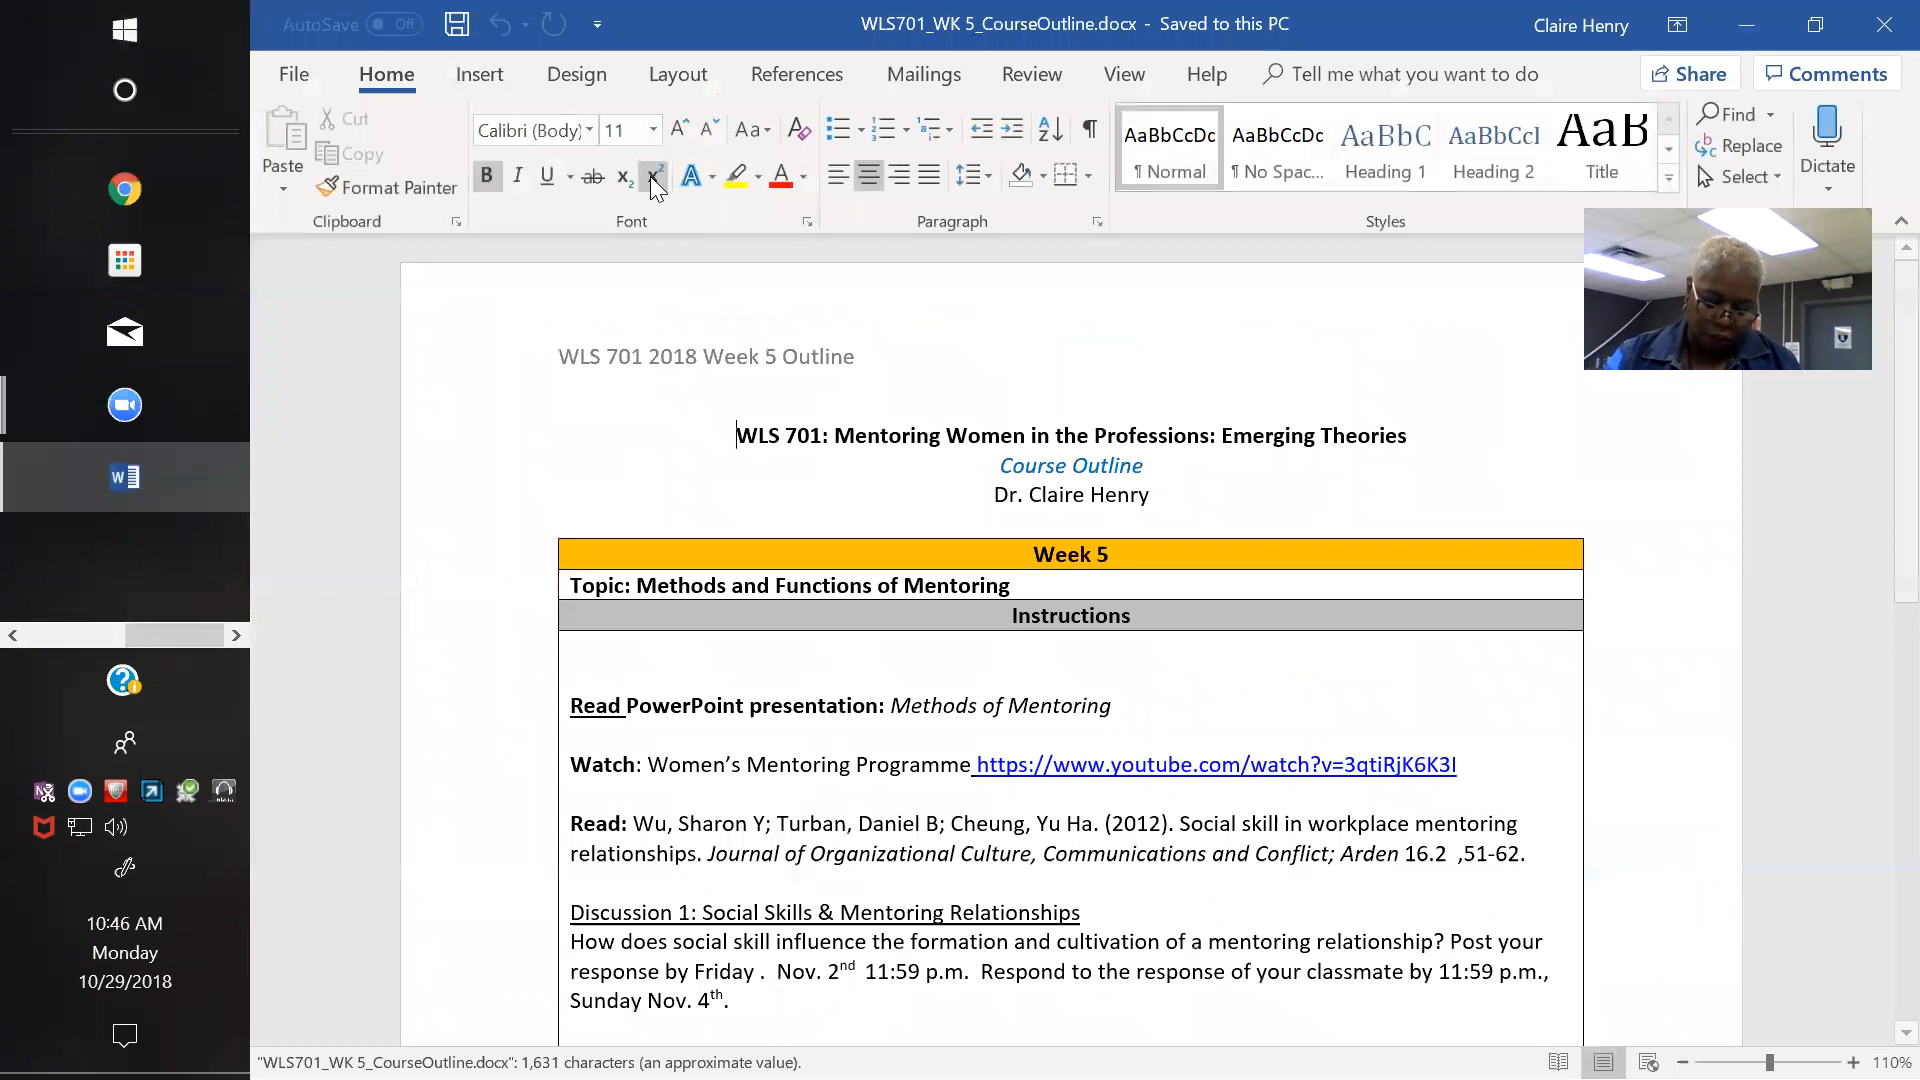 AutoSave Off
WLS701_WK 5_CourseOutline.docx - Saved to this PC
Claire Henry
File Home Insert Design Layout References Mailings Review View Help Tell me what you want to do Share Comments
Paste
Cut
Copy
Format Painter
Clipboard
Calibri (Body) 11
Font
Paragraph
AaBbCcDc AaBbCcDc AaBbC AaBbCcI AaB
¶ Normal ¶ No Spac... Heading 1 Heading 2 Title
Styles
Find
Replace
Select
Dictate
WLS 701 2018 Week 5 Outline
WLS 701: Mentoring Women in the Professions: Emerging Theories
Course Outline
Dr. Claire Henry
Week 5
Topic: Methods and Functions of Mentoring
Instructions
Read PowerPoint presentation: Methods of Mentoring
Watch: Women’s Mentoring Programme https://www.youtube.com/watch?v=3qtiRjK6K3I
Read: Wu, Sharon Y; Turban, Daniel B; Cheung, Yu Ha. (2012). Social skill in workplace mentoring
relationships. Journal of Organizational Culture, Communications and Conflict; Arden 16.2 ,51-62.
Discussion 1: Social Skills & Mentoring Relationships
How does social skill influence the formation and cultivation of a mentoring relationship? Post your
response by Friday . Nov. 2nd 11:59 p.m. Respond to the response of your classmate by 11:59 p.m.,
Sunday Nov. 4th.
10:46 AM
Monday
10/29/2018
"WLS701_WK 5_CourseOutline.docx": 1,631 characters (an approximate value).
110%